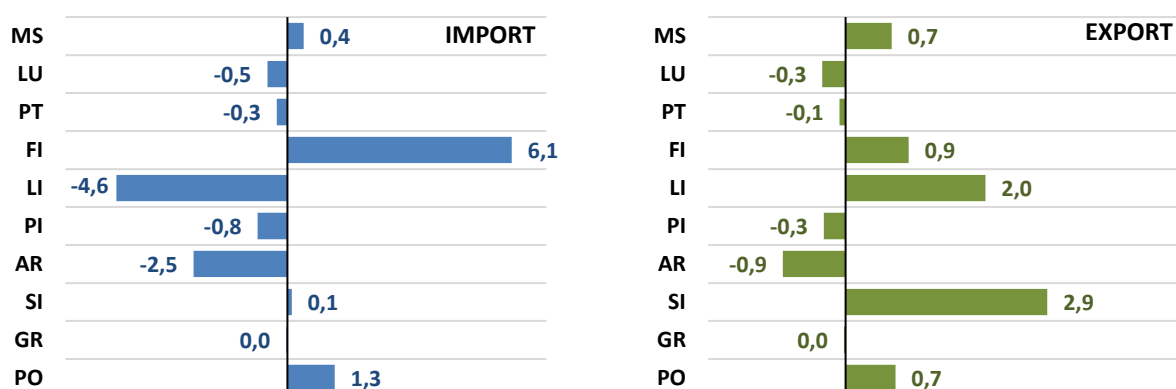 IMPORT
MS 0,4
LU -0,5
PT -0,3
FI 6,1
LI -4,6
PI -0,8
AR -2,5
SI 0,1
GR 0,0
PO 1,3
EXPORT
MS 0,7
LU -0,3
PT -0,1
FI 0,9
LI 2,0
PI -0,3
AR -0,9
SI 2,9
GR 0,0
PO 0,7